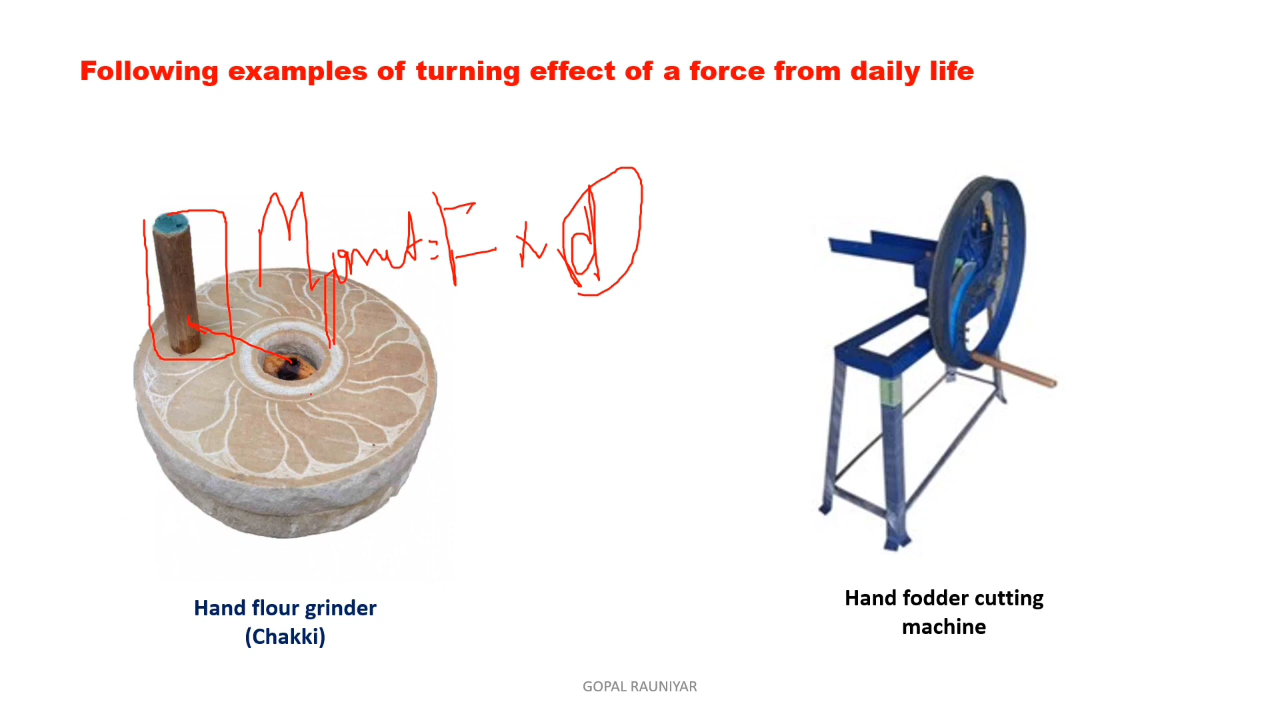 Following examples of turning effect of a force from daily life
Moment = F x d
Hand flour grinder
(Chakki)
Hand fodder cutting
machine
GOPAL RAUNIYAR